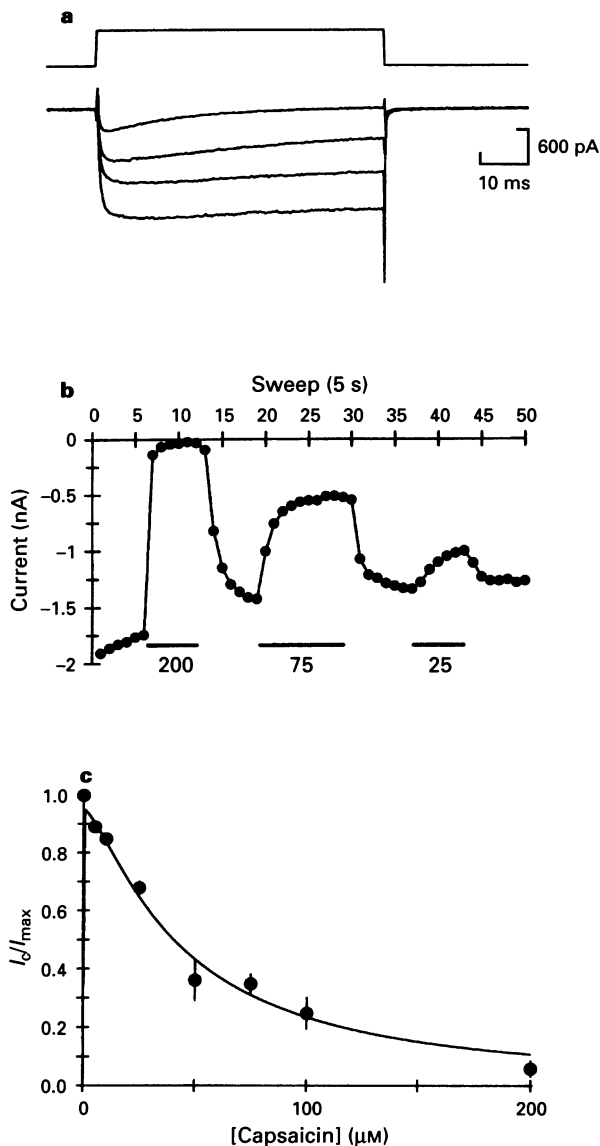 a
600 pA
10 ms
b
Sweep (5 s)
0 5 10 15 20 25 30 35 40 45 50
0
−0.5
−1
−1.5
−2
Current (nA)
200 75 25
c
1.0
0.8
0.6
0.4
0.2
0.0
I_c/I_max
0 100 200
[Capsaicin] (µM)